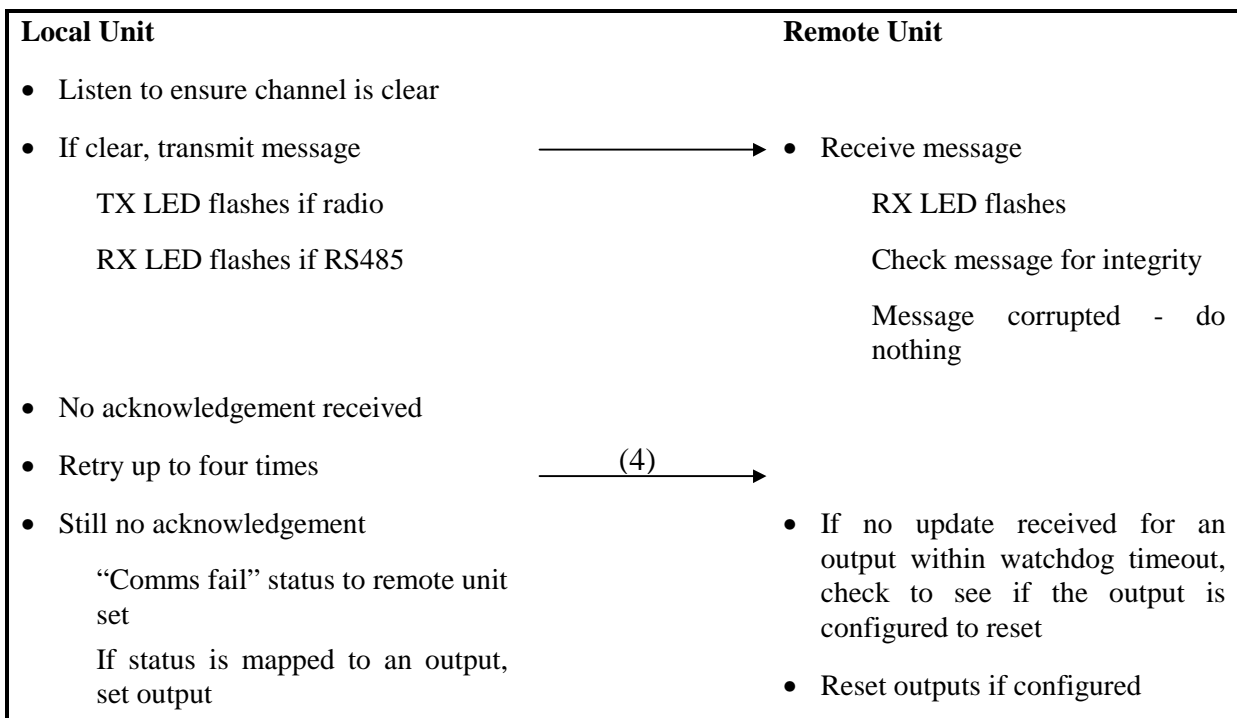 Local Unit
Remote Unit
• Listen to ensure channel is clear
• If clear, transmit message
• Receive message
TX LED flashes if radio
RX LED flashes
RX LED flashes if RS485
Check message for integrity
Message corrupted - do
nothing
• No acknowledgement received
• Retry up to four times
(4)
• Still no acknowledgement
“Comms fail” status to remote unit
set
If status is mapped to an output,
set output
• If no update received for an
output within watchdog timeout,
check to see if the output is
configured to reset
• Reset outputs if configured